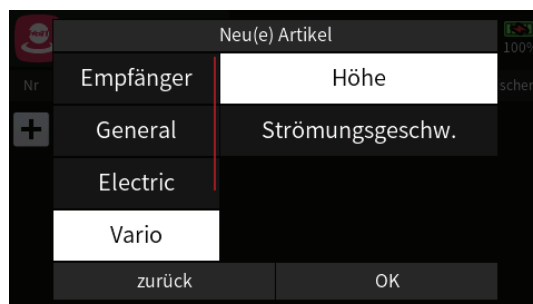 Neu(e) Artikel
100%
Nr
Empfänger
Höhe
General
Strömungsgeschw.
Electric
Vario
zurück
OK